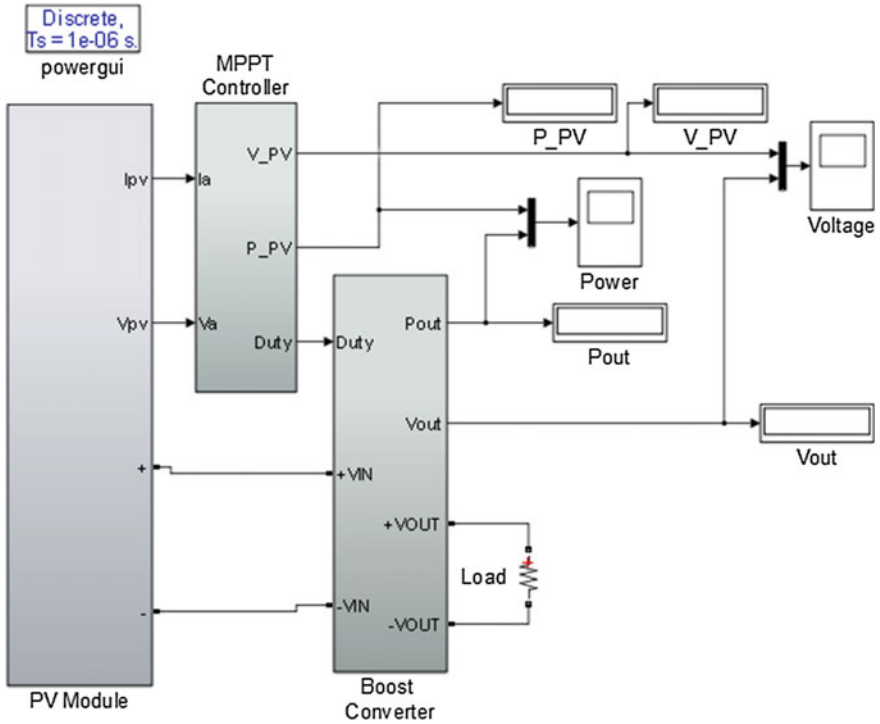 Discrete,
Ts = 1e-06 s.
powergui
MPPT
Controller
P_PV
V_PV
Voltage
V_PV
Ipv
Ia
P_PV
Power
Vpv
Va
Duty
Duty
Pout
Pout
Vout
Vout
+
+VIN
+VOUT
Load
-
-VIN
-VOUT
PV Module
Boost
Converter